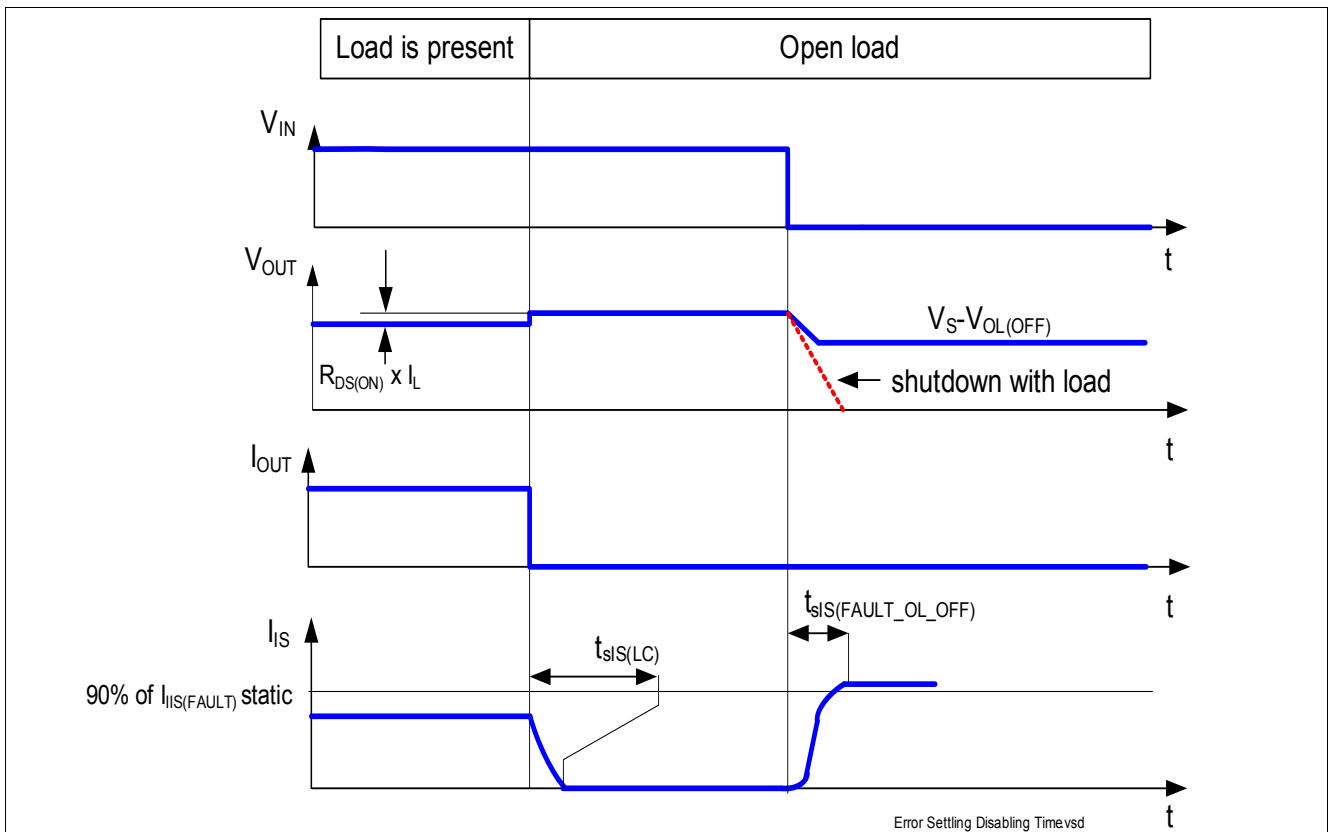 Load is present
Open load
VIN
t
VOUT
VS-VOL(OFF)
RDS(ON) x IL
shutdown with load
t
IOUT
t
tsIS(FAULT_OL_OFF)
IIS
tsIS(LC)
90% of IIIS(FAULT) static
t
Error Settling Disabling Time.vsd